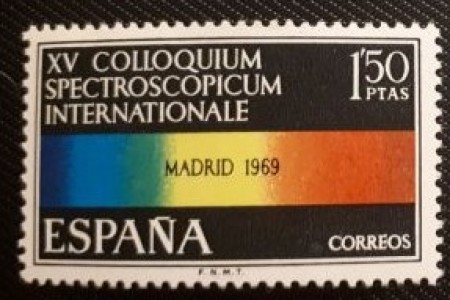 XV COLLOQUIUM
SPECTROSCOPICUM
INTERNATIONALE
1'50
PTAS
MADRID 1969
ESPAÑA
CORREOS
F.N.M.T.